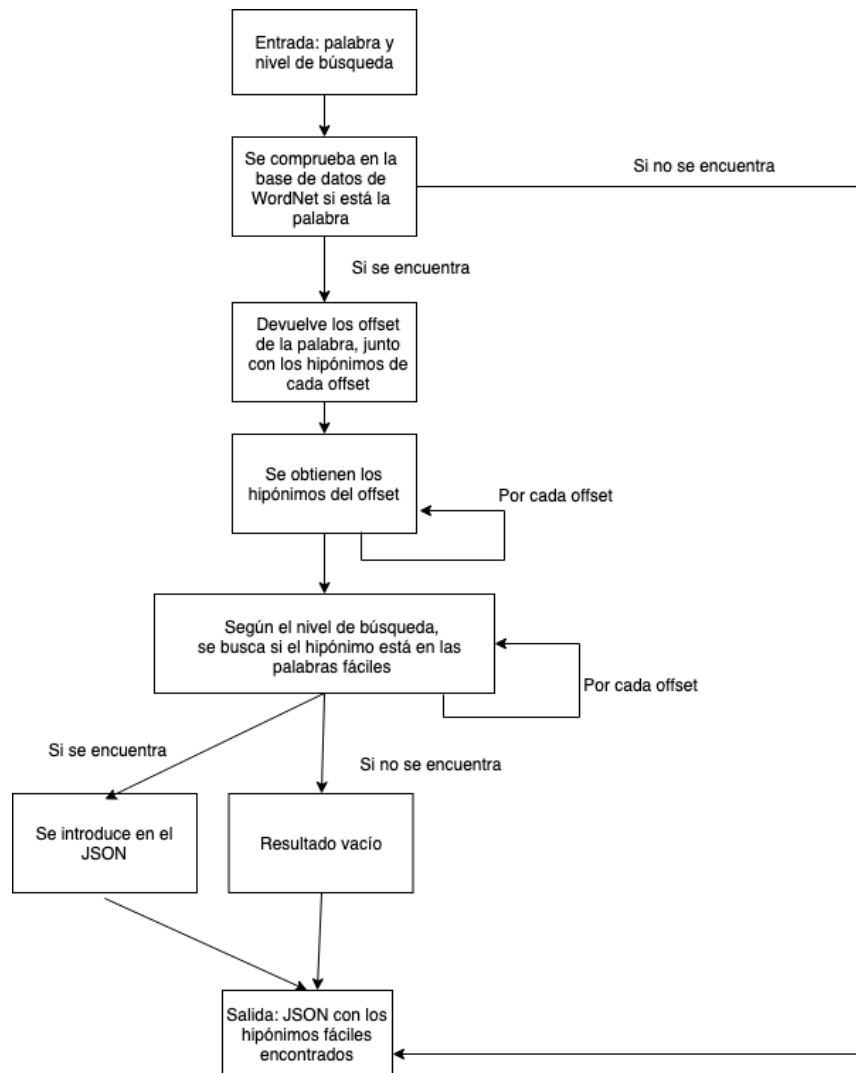 Entrada: palabra y
nivel de búsqueda
Se comprueba en la
base de datos de
WordNet si está la
palabra
Si no se encuentra
Si se encuentra
Devuelve los offset
de la palabra, junto
con los hipónimos de
cada offset
Se obtienen los
hipónimos del offset
Por cada offset
Según el nivel de búsqueda,
se busca si el hipónimo está en las
palabras fáciles
Por cada offset
Si se encuentra
Si no se encuentra
Se introduce en el
JSON
Resultado vacío
Salida: JSON con los
hipónimos fáciles
encontrados